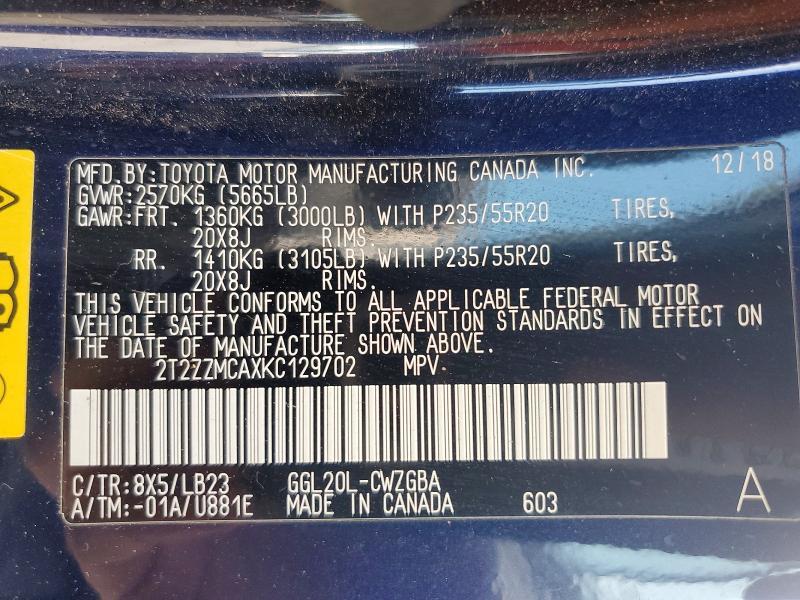 MFD.BY:TOYOTA MOTOR MANUFACTURING CANADA INC. 12/18
GVWR:2570KG (5665LB)
GAWR:FRT. 1360KG (3000LB) WITH P235/55R20 TIRES,
20X8J RIMS.
RR. 1410KG (3105LB) WITH P235/55R20 TIRES,
20X8J RIMS.
THIS VEHICLE CONFORMS TO ALL APPLICABLE FEDERAL MOTOR
VEHICLE SAFETY AND THEFT PREVENTION STANDARDS IN EFFECT ON
THE DATE OF MANUFACTURE SHOWN ABOVE.
2T2ZZMCAXKC129702 MPV
C/TR:8X5/LB23 GGL20L-CWZGBA
A/TM:-01A/U881E MADE IN CANADA 603 A